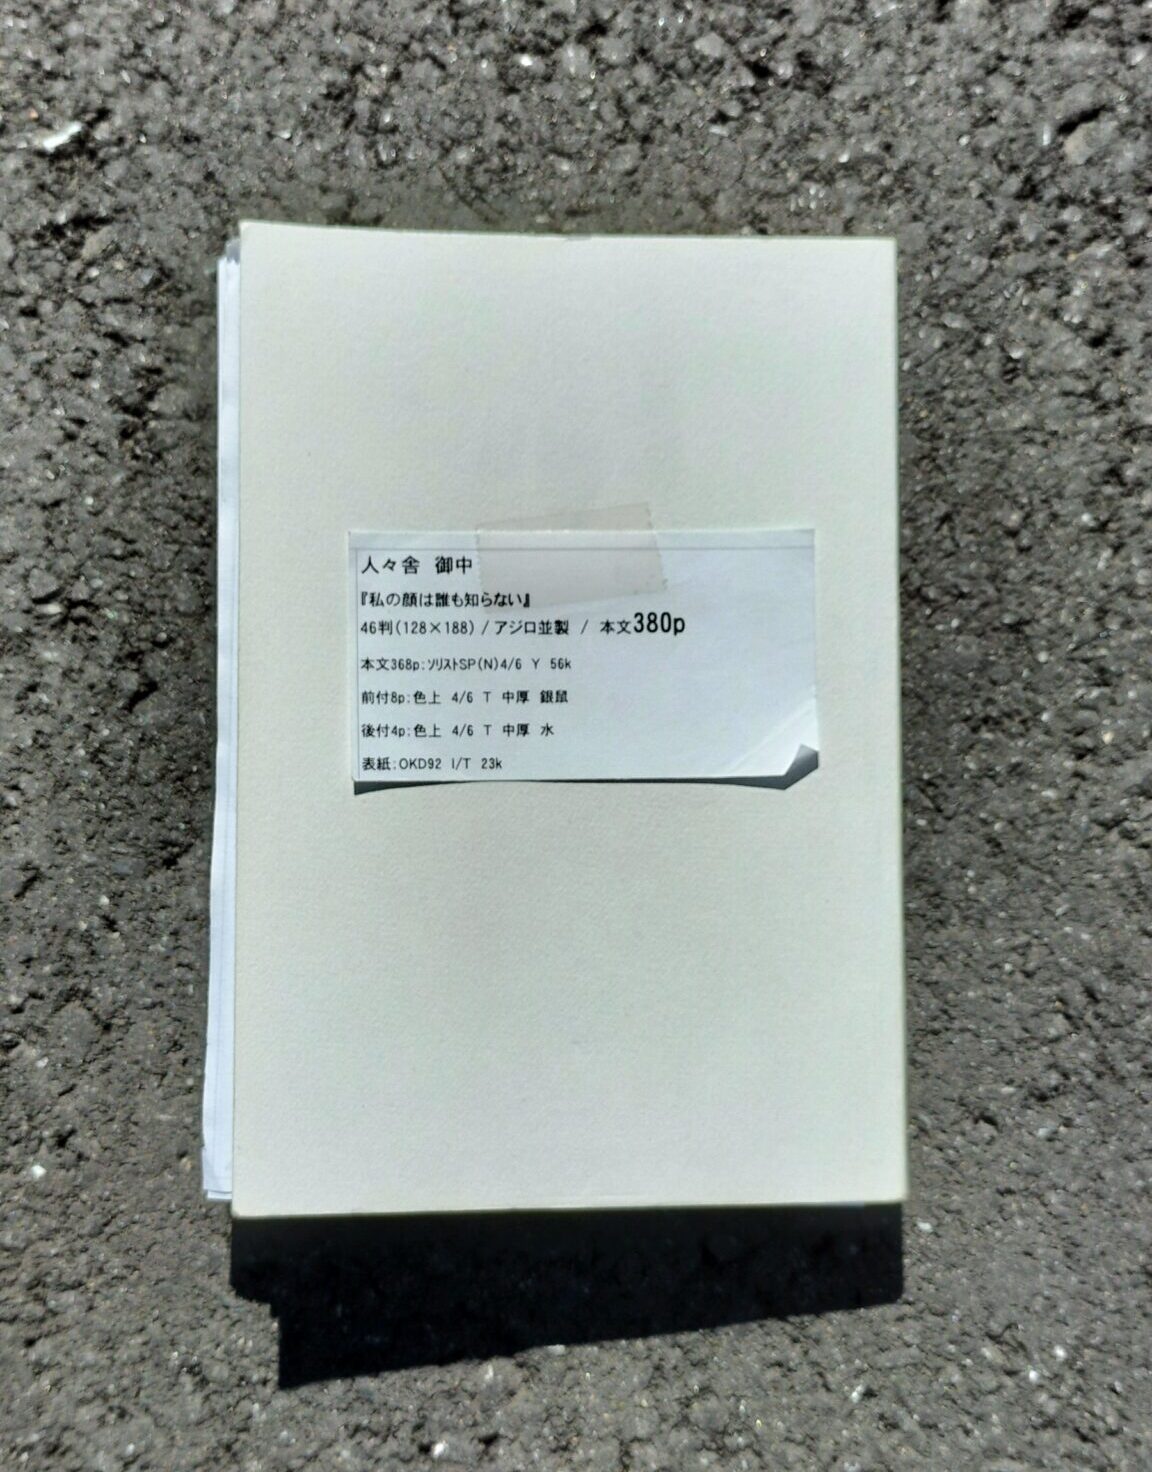 人々舎 御中
『私の顔は誰も知らない』
46判(128×188) / アジロ並製 / 本文380p
本文368p:ソリストSP(N)4/6 Y 56k
前付8p:色上 4/6 T 中厚 銀鼠
後付4p:色上 4/6 T 中厚 水
表紙:OKD92 I/T 23k